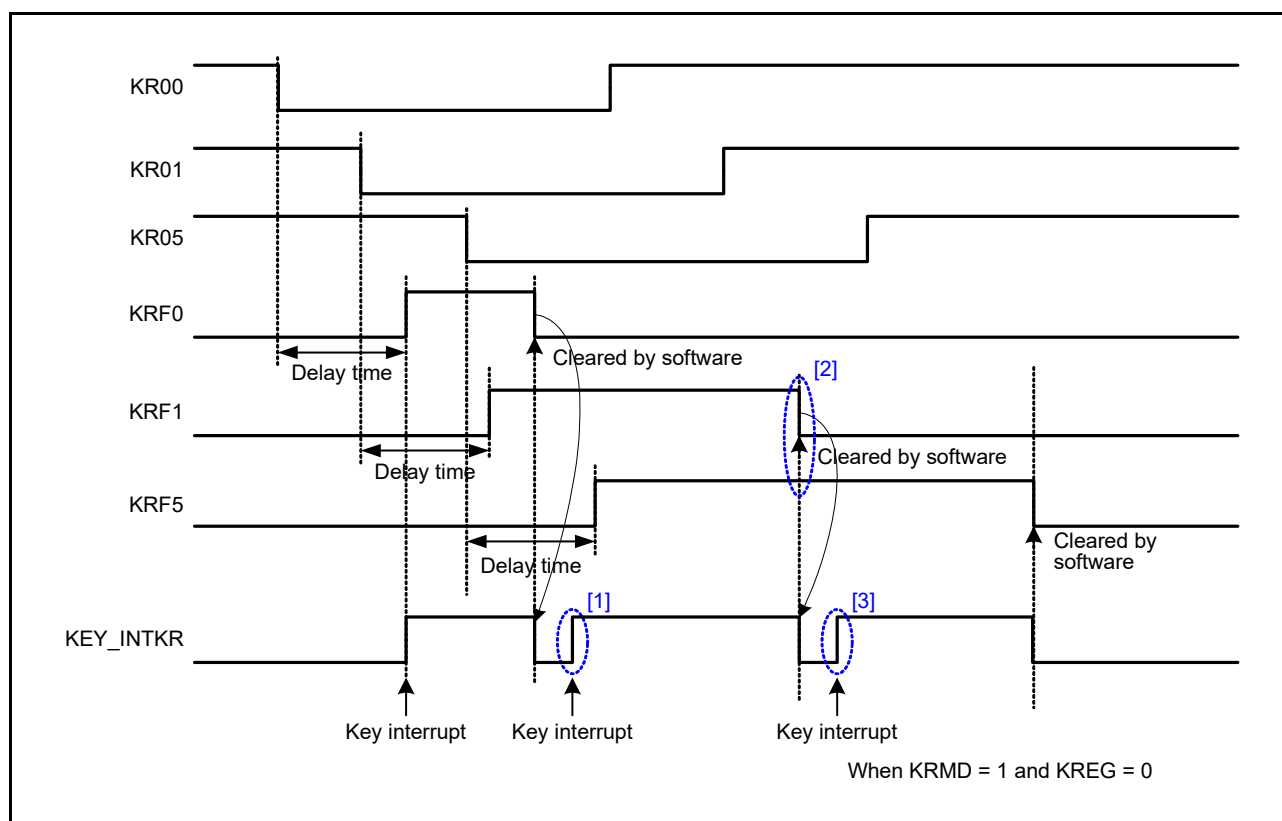 KR00
KR01
KR05
KRF0
Cleared by software
Delay time
[2]
KRF1
Cleared by software
Delay time
KRF5
Cleared by
software
Delay time
[1]
[3]
KEY_INTKR
Key interrupt
Key interrupt
Key interrupt
When KRMD = 1 and KREG = 0